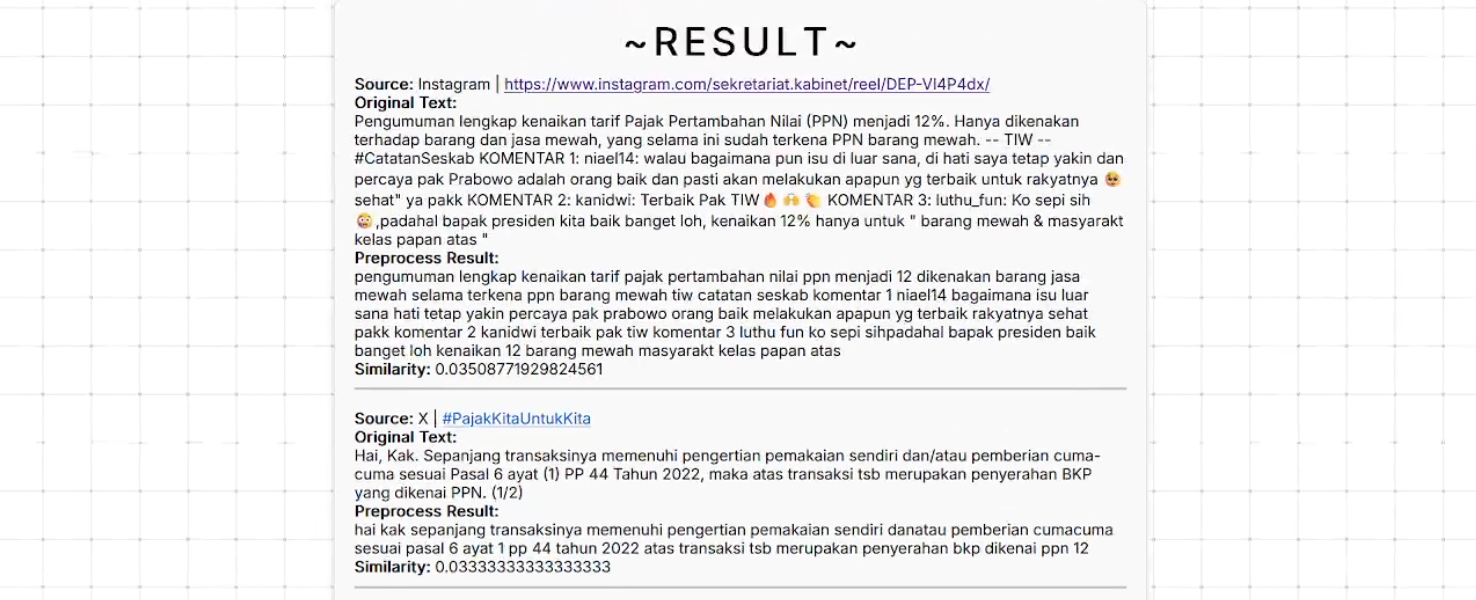 ~RESULT~
Source: Instagram | https://www.instagram.com/sekretariat.kabinet/reel/DEP-VI4P4dx/
Original Text:
Pengumuman lengkap kenaikan tarif Pajak Pertambahan Nilai (PPN) menjadi 12%. Hanya dikenakan
terhadap barang dan jasa mewah, yang selama ini sudah terkena PPN barang mewah. -- TIW --
#CatatanSeskab KOMENTAR 1: niael14: walau bagaimana pun isu di luar sana, di hati saya tetap yakin dan
percaya pak Prabowo adalah orang baik dan pasti akan melakukan apapun yg terbaik untuk rakyatnya 🥹
sehat" ya pakk KOMENTAR 2: kanidwi: Terbaik Pak TIW🔥 🙌 👏 KOMENTAR 3: luthu_fun: Ko sepi sih
😳,padahal bapak presiden kita baik banget loh, kenaikan 12% hanya untuk " barang mewah & masyarakt
kelas papan atas "
Preprocess Result:
pengumuman lengkap kenaikan tarif pajak pertambahan nilai ppn menjadi 12 dikenakan barang jasa
mewah selama terkena ppn barang mewah tiw catatan seskab komentar 1 niael14 bagaimana isu luar
sana hati tetap yakin percaya pak prabowo orang baik melakukan apapun yg terbaik rakyatnya sehat
pakk komentar 2 kanidwi terbaik pak tiw komentar 3 luthu fun ko sepi sihpadahal bapak presiden baik
banget loh kenaikan 12 barang mewah masyarakt kelas papan atas
Similarity: 0.03508771929824561
Source: X | #PajakKitaUntukKita
Original Text:
Hai, Kak. Sepanjang transaksinya memenuhi pengertian pemakaian sendiri dan/atau pemberian cuma-
cuma sesuai Pasal 6 ayat (1) PP 44 Tahun 2022, maka atas transaksi tsb merupakan penyerahan BKP
yang dikenai PPN. (1/2)
Preprocess Result:
hai kak sepanjang transaksinya memenuhi pengertian pemakaian sendiri danatau pemberian cumacuma
sesuai pasal 6 ayat 1 pp 44 tahun 2022 atas transaksi tsb merupakan penyerahan bkp dikenai ppn 12
Similarity: 0.03333333333333333